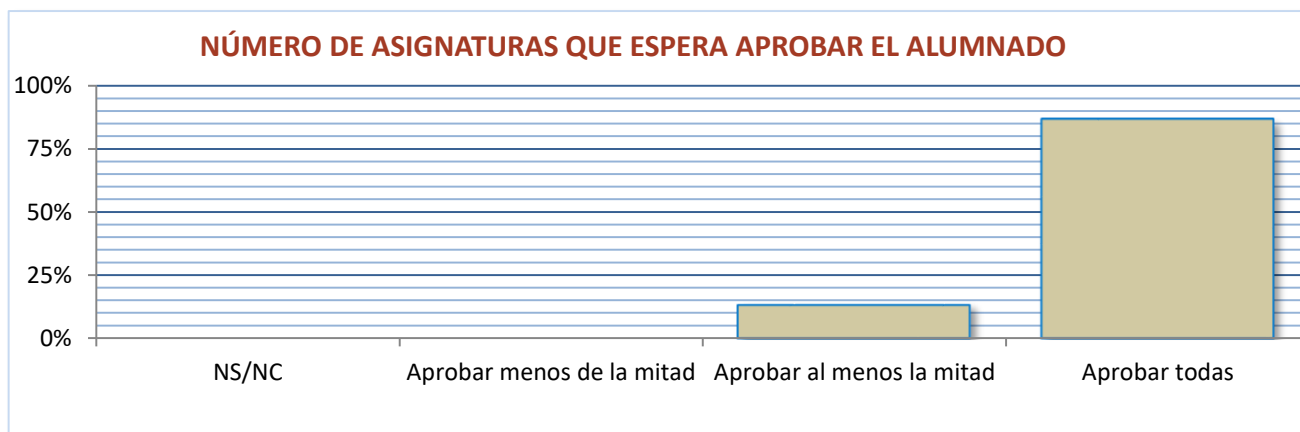 NÚMERO DE ASIGNATURAS QUE ESPERA APROBAR EL ALUMNADO
100%
75%
50%
25%
0%
NS/NC Aprobar menos de la mitad Aprobar al menos la mitad Aprobar todas